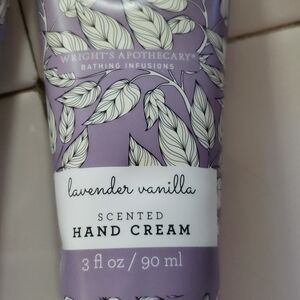 WRIGHT'S APOTHECARY®
BATHING INFUSIONS
lavender vanilla
SCENTED
HAND CREAM
3 fl oz / 90 ml